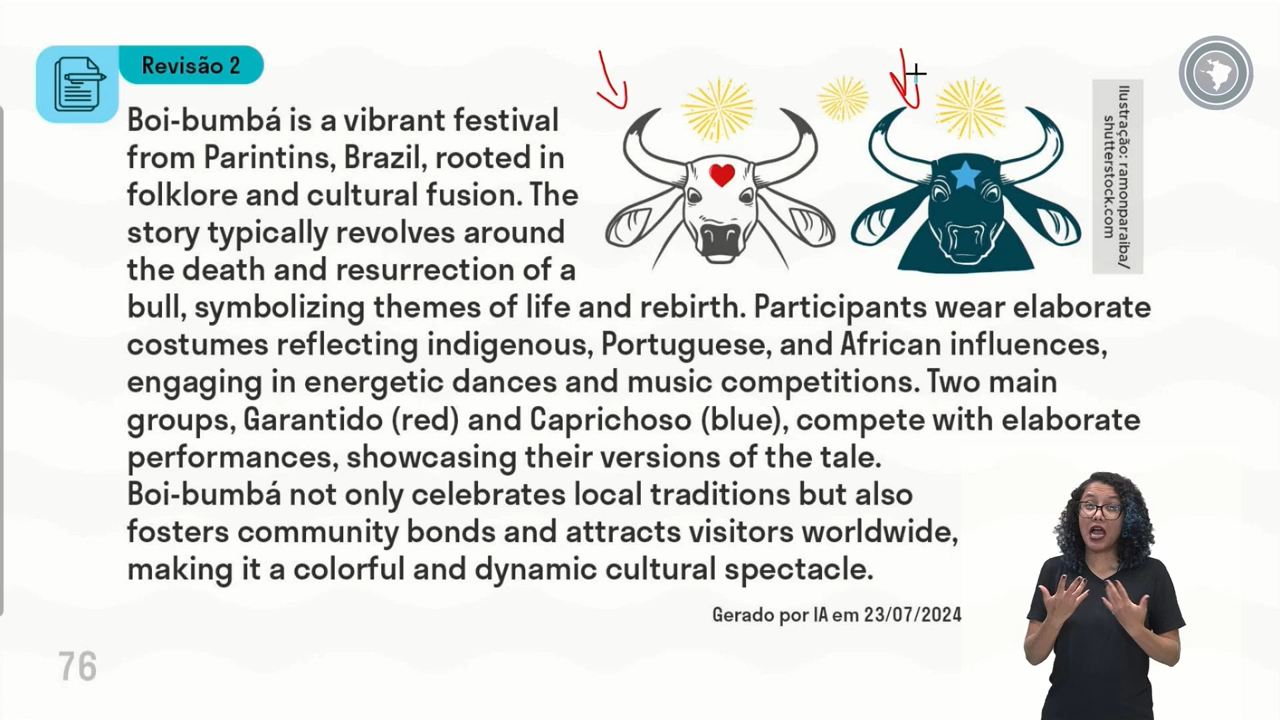 Revisão 2
Boi-bumbá is a vibrant festival
from Parintins, Brazil, rooted in
folklore and cultural fusion. The
story typically revolves around
the death and resurrection of a
bull, symbolizing themes of life and rebirth. Participants wear elaborate
costumes reflecting indigenous, Portuguese, and African influences,
engaging in energetic dances and music competitions. Two main
groups, Garantido (red) and Caprichoso (blue), compete with elaborate
performances, showcasing their versions of the tale.
Boi-bumbá not only celebrates local traditions but also
fosters community bonds and attracts visitors worldwide,
making it a colorful and dynamic cultural spectacle.
Gerado por IA em 23/07/2024
Ilustração: ramonparaiba/
shutterstock.com
76